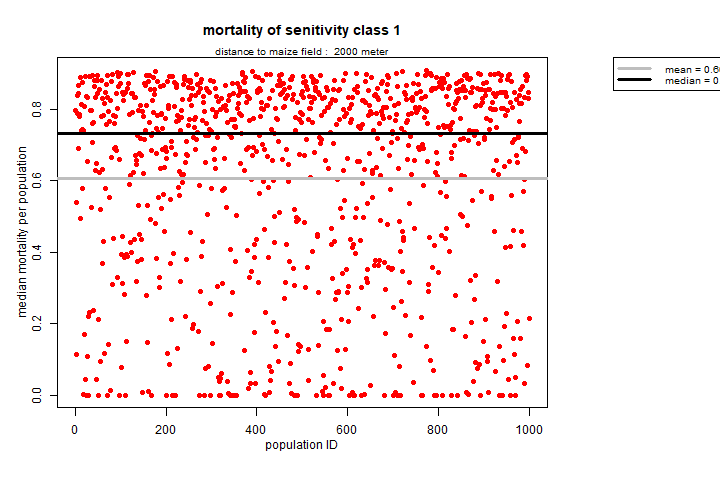 mortality of senitivity class 1
distance to maize field : 2000 meter
mean = 0.60
median = 0
median mortality per population
0.0 0.2 0.4 0.6 0.8
0 200 400 600 800 1000
population ID